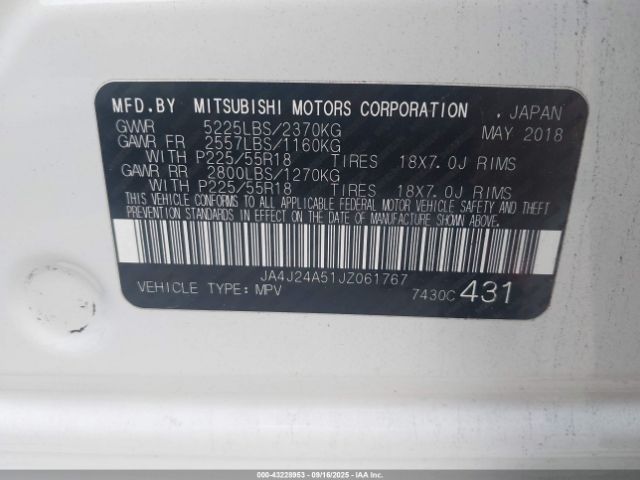 MFD.BY MITSUBISHI MOTORS CORPORATION . JAPAN
GVWR 5225LBS/2370KG MAY 2018
GAWR FR 2557LBS/1160KG
WITH P225/55R18 TIRES 18X7.0J RIMS
GAWR RR 2800LBS/1270KG
WITH P225/55R18 TIRES 18X7.0J RIMS
THIS VEHICLE CONFORMS TO ALL APPLICABLE FEDERAL MOTOR VEHICLE SAFETY AND THEFT
PREVENTION STANDARDS IN EFFECT ON THE DATE OF MANUFACTURE SHOWN ABOVE.
JA4J24A51JZ061767
VEHICLE TYPE: MPV 7430C 431
000-43228953 - 09/16/2025 - IAAI.COM